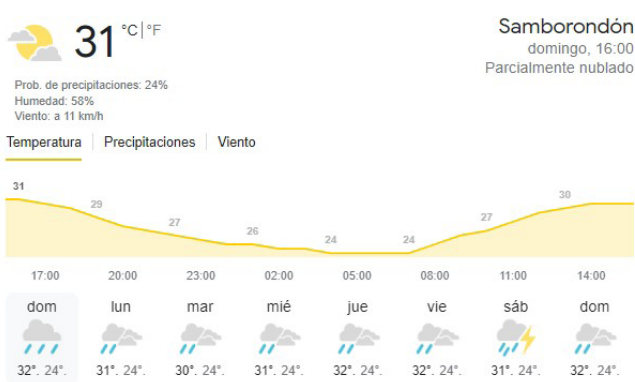 31 °C|°F
Samborondón
domingo, 16:00
Parcialmente nublado
Prob. de precipitaciones: 24%
Humedad: 58%
Viento: a 11 km/h
Temperatura | Precipitaciones | Viento
31 29 27 26 24 24 27 30
17:00 20:00 23:00 02:00 05:00 08:00 11:00 14:00
dom lun mar mié jue vie sáb dom
32°. 24°. 31°. 24°. 30°. 24°. 31°. 24°. 32°. 24°. 32°. 24°. 31°. 24°. 32°. 24°.